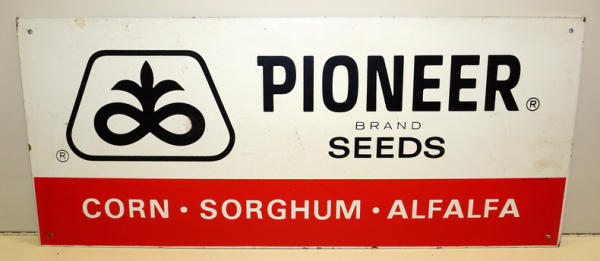 PIONEER®
BRAND
SEEDS
®
CORN • SORGHUM • ALFALFA